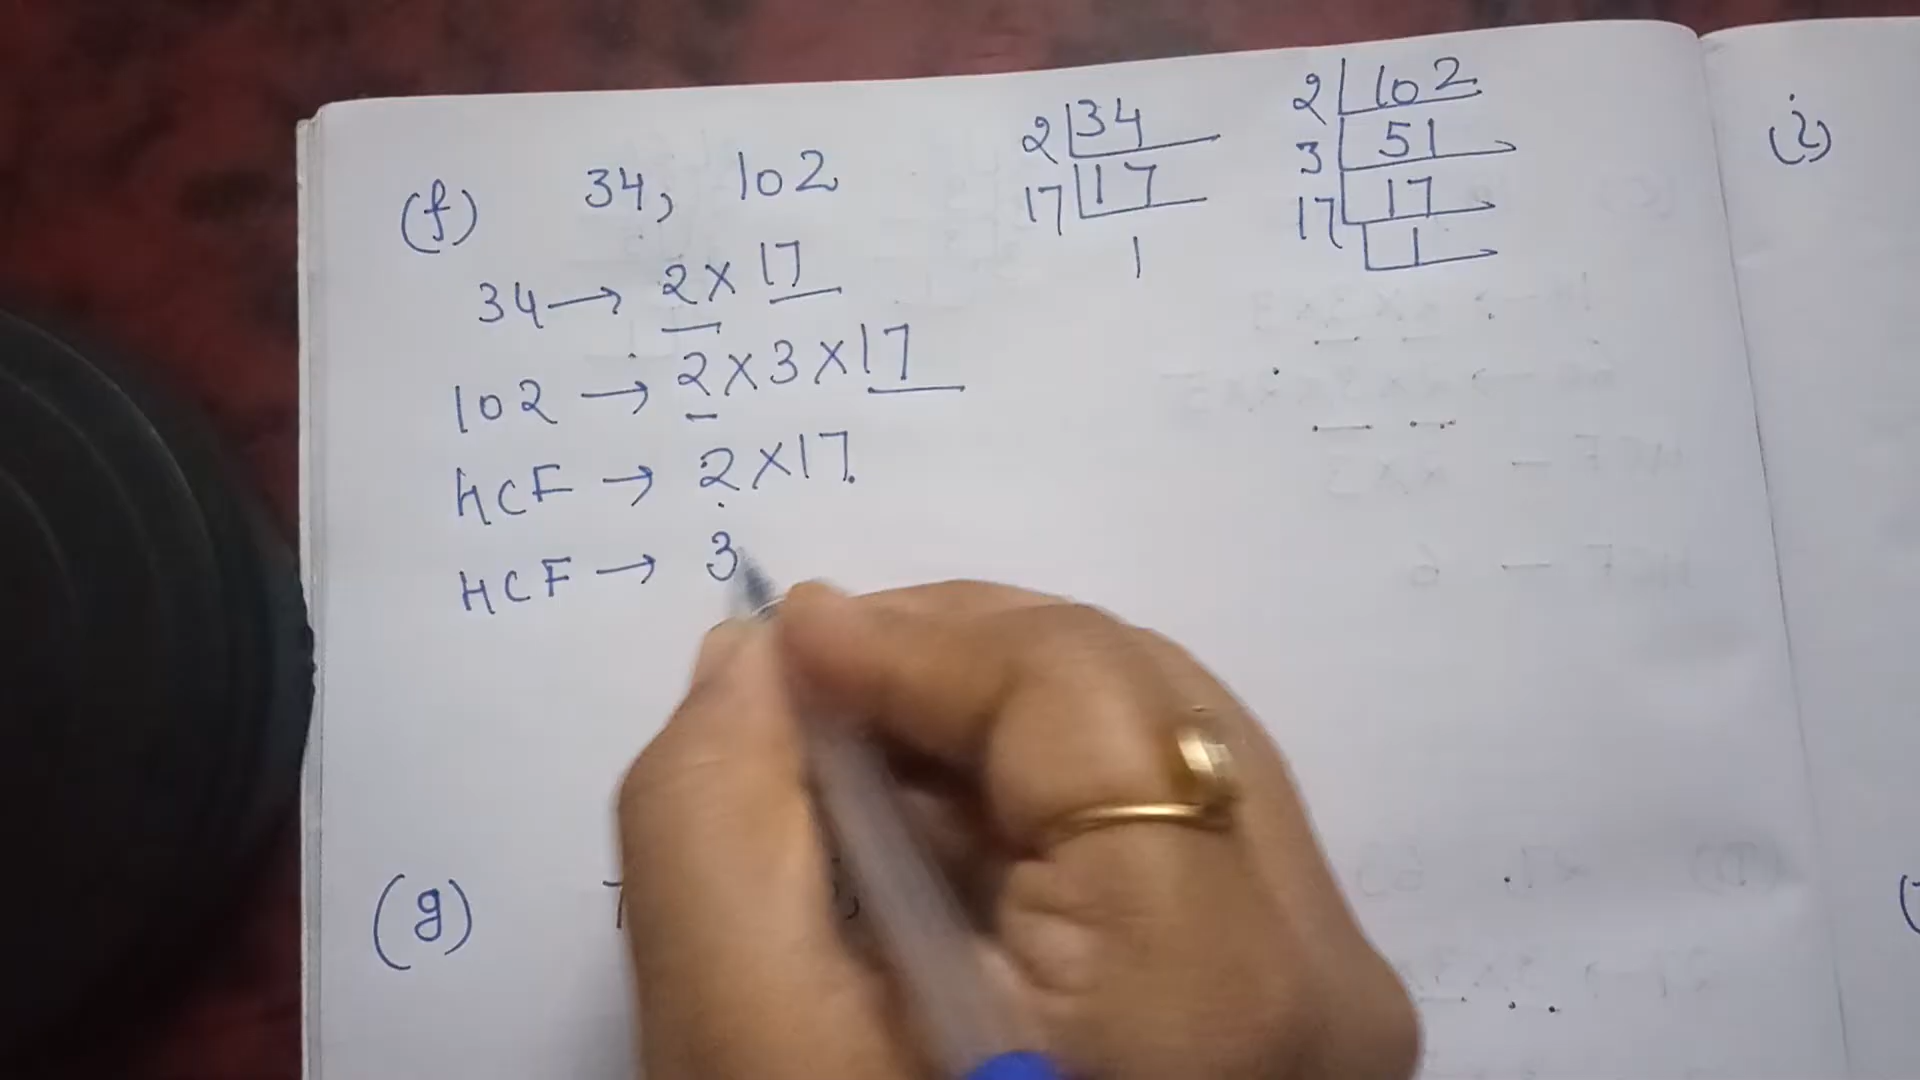 (f) 34, 102
34 → 2 × 17
102 → 2 × 3 × 17
HCF → 2 × 17
HCF → 3
2 | 34
17 | 17
1
2 | 102
3 | 51
17 | 17
1
(g)
(i)